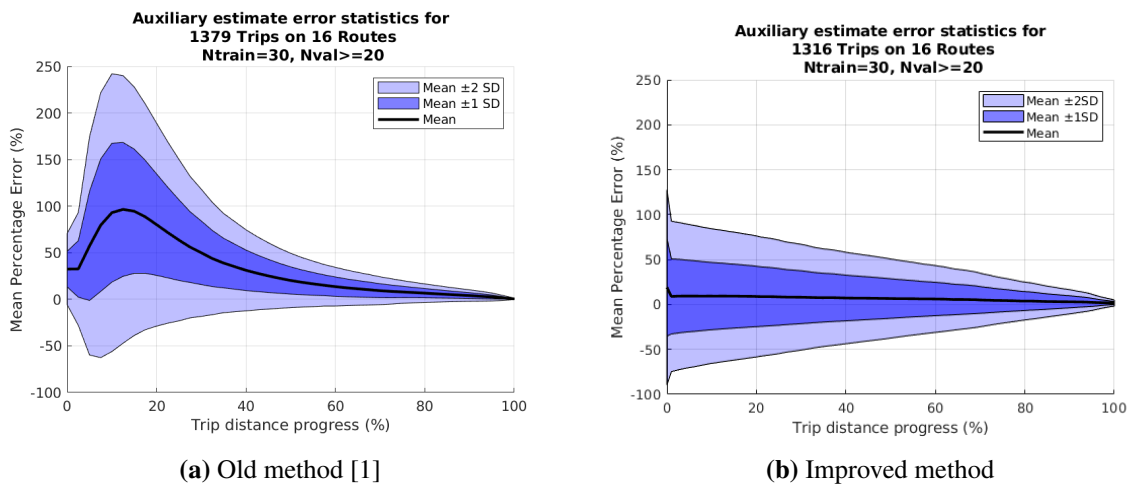 Auxiliary estimate error statistics for
1379 Trips on 16 Routes
Ntrain=30, Nval>=20
Mean Percentage Error (%)
250
200
150
100
50
0
-50
-100
Mean ±2 SD
Mean ±1 SD
Mean
0 20 40 60 80 100
Trip distance progress (%)
(a) Old method [1]
Auxiliary estimate error statistics for
1316 Trips on 16 Routes
Ntrain=30, Nval>=20
Mean Percentage Error (%)
250
200
150
100
50
0
-50
-100
Mean ±2SD
Mean ±1SD
Mean
0 20 40 60 80 100
Trip distance progress (%)
(b) Improved method